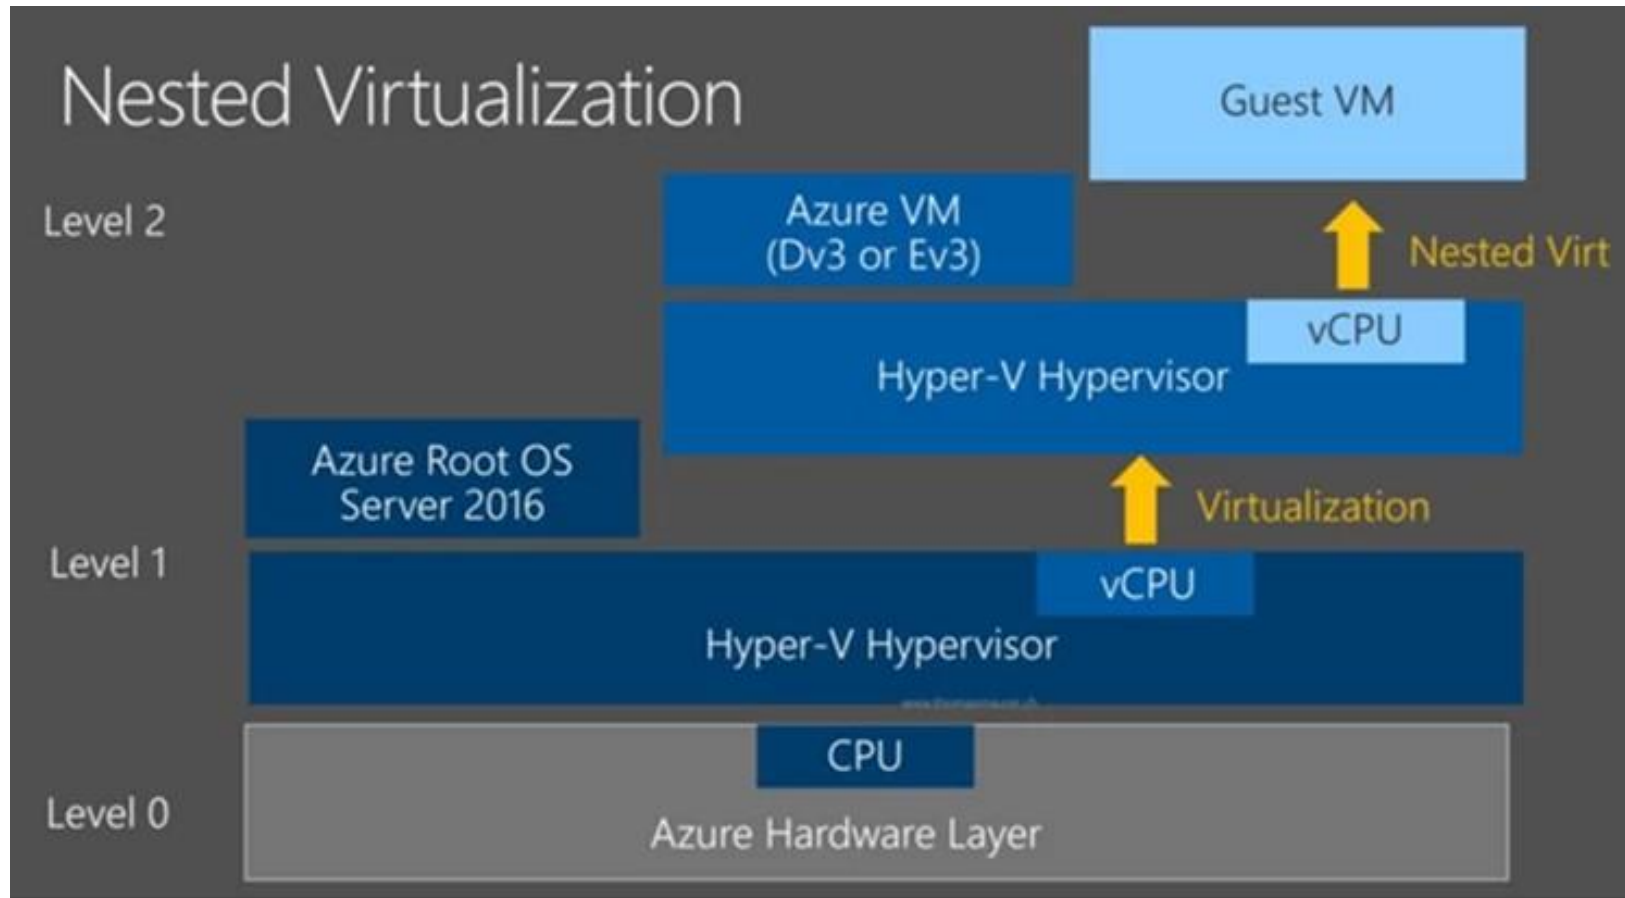 Nested Virtualization
Guest VM
Level 2
Azure VM
(Dv3 or Ev3)
Nested Virt
vCPU
Hyper-V Hypervisor
Azure Root OS
Server 2016
Virtualization
Level 1
vCPU
Hyper-V Hypervisor
CPU
Level 0
Azure Hardware Layer